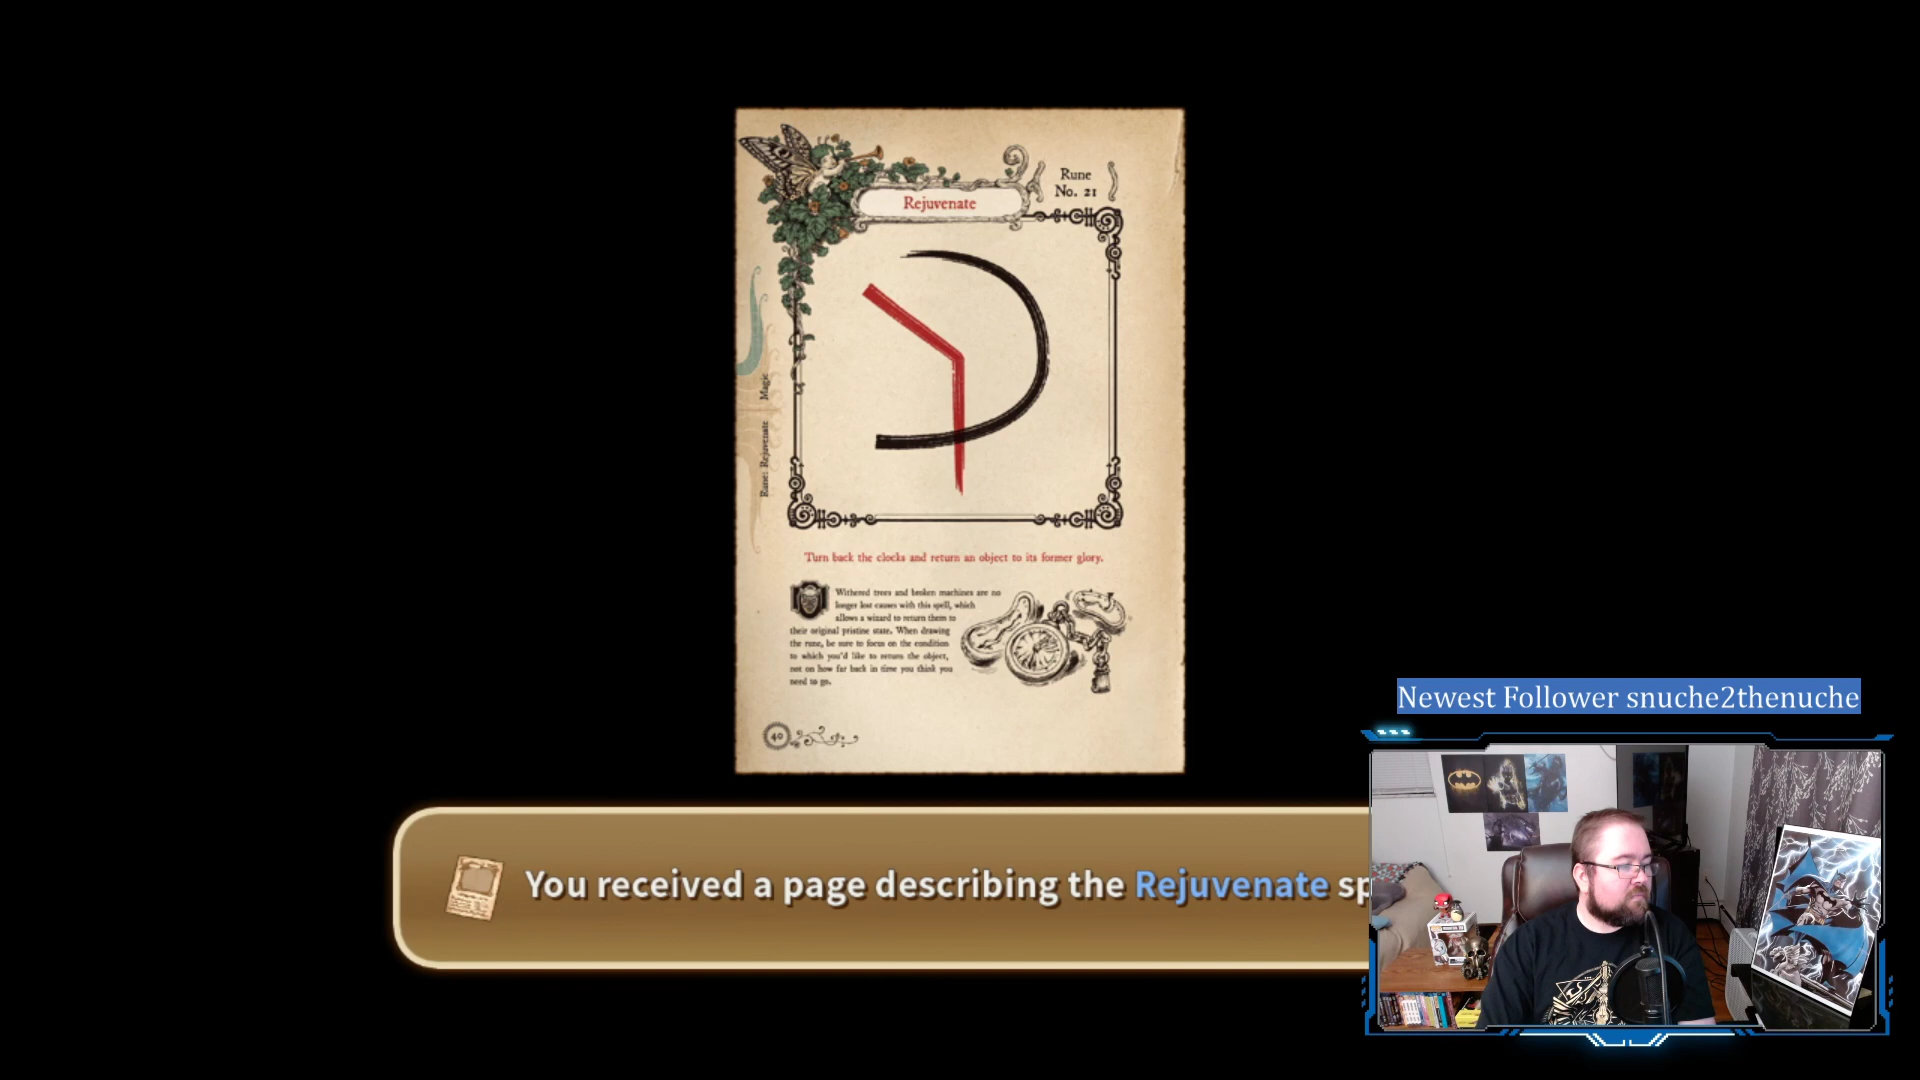 Rune
No. 21
Rejuvenate
Rune: Rejuvenate Magic
Turn back the clocks and return an object to its former glory.
Withered trees and broken machines are no
longer lost causes with this spell, which
allows a wizard to return them to
their original pristine state. When drawing
the rune, be sure to focus on the condition
to which you'd like to return the object,
not on how far back in time you think you
need to go.
40
You received a page describing the Rejuvenate sp
Newest Follower snuche2thenuche